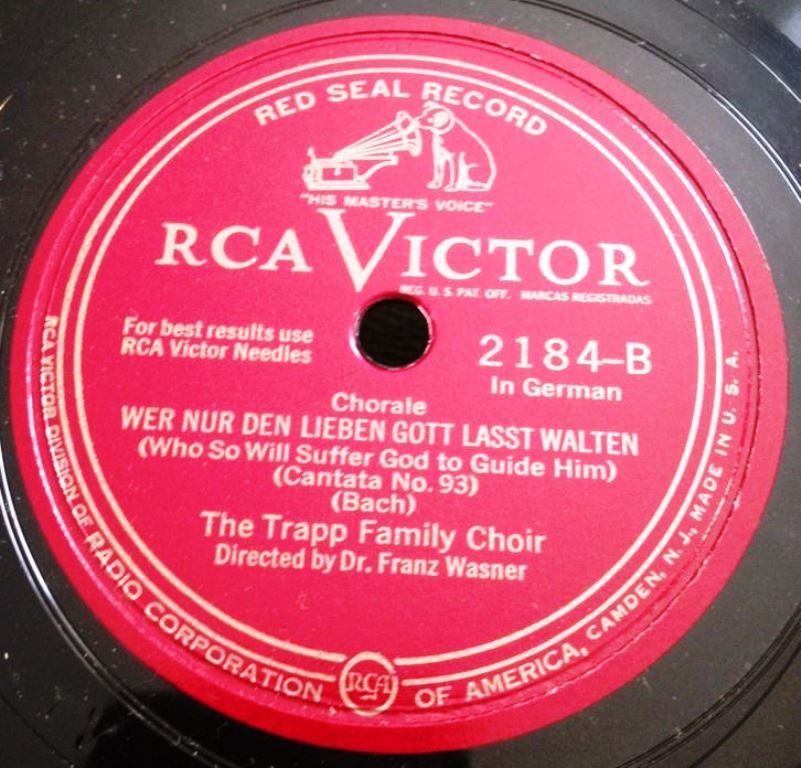 RED SEAL RECORD
"HIS MASTER'S VOICE"
RCA VICTOR
REG. U. S. PAT. OFF. MARCAS REGISTRADAS
For best results use
RCA Victor Needles
2184-B
In German
Chorale
WER NUR DEN LIEBEN GOTT LASST WALTEN
(Who So Will Suffer God to Guide Him)
(Cantata No. 93)
(Bach)
The Trapp Family Choir
Directed by Dr. Franz Wasner
RCA VICTOR DIVISION OF RADIO CORPORATION OF AMERICA, CAMDEN, N. J., MADE IN U. S. A.
RCA